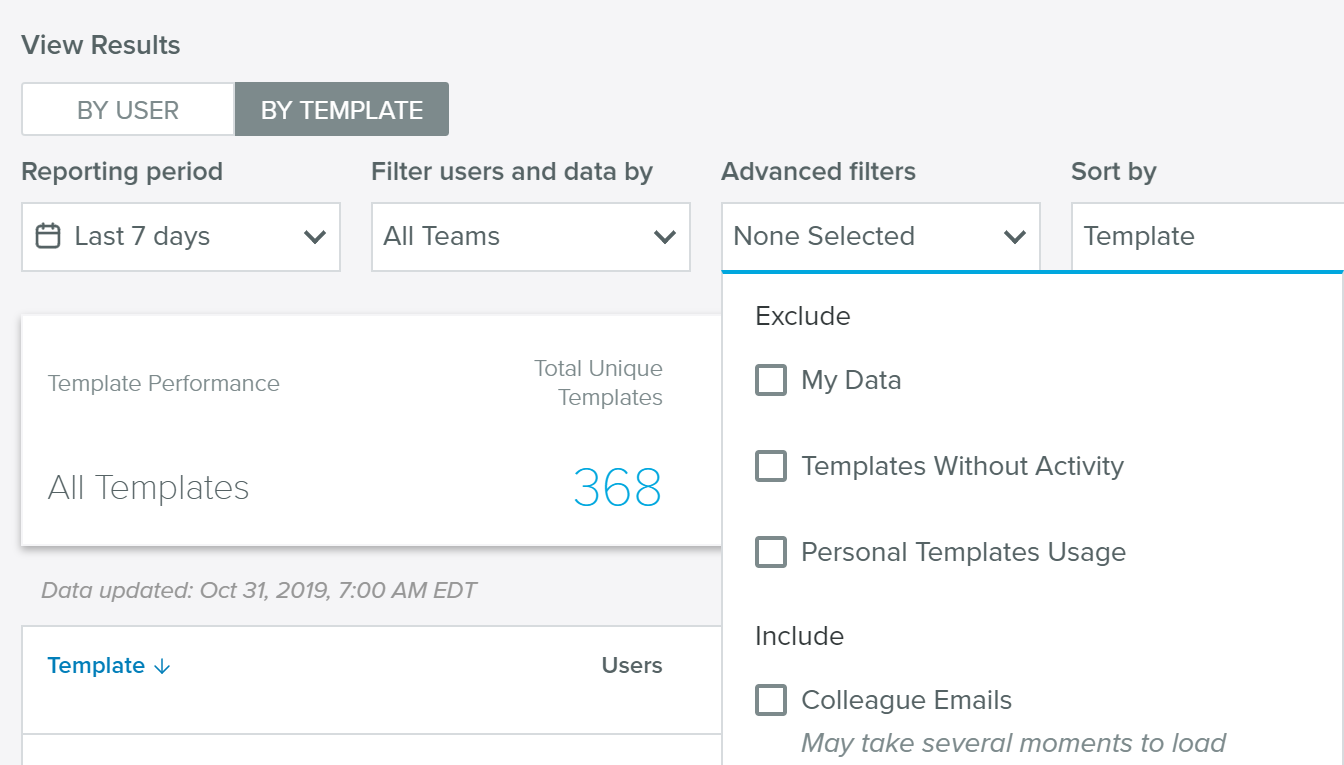 View Results
BY USER
BY TEMPLATE
Reporting period
Filter users and data by
Advanced filters
Sort by
Last 7 days
All Teams
None Selected
Template
Exclude
My Data
Templates Without Activity
Personal Templates Usage
Include
Colleague Emails
May take several moments to load
Template Performance
Total Unique
Templates
All Templates
368
Data updated: Oct 31, 2019, 7:00 AM EDT
Template ↓
Users